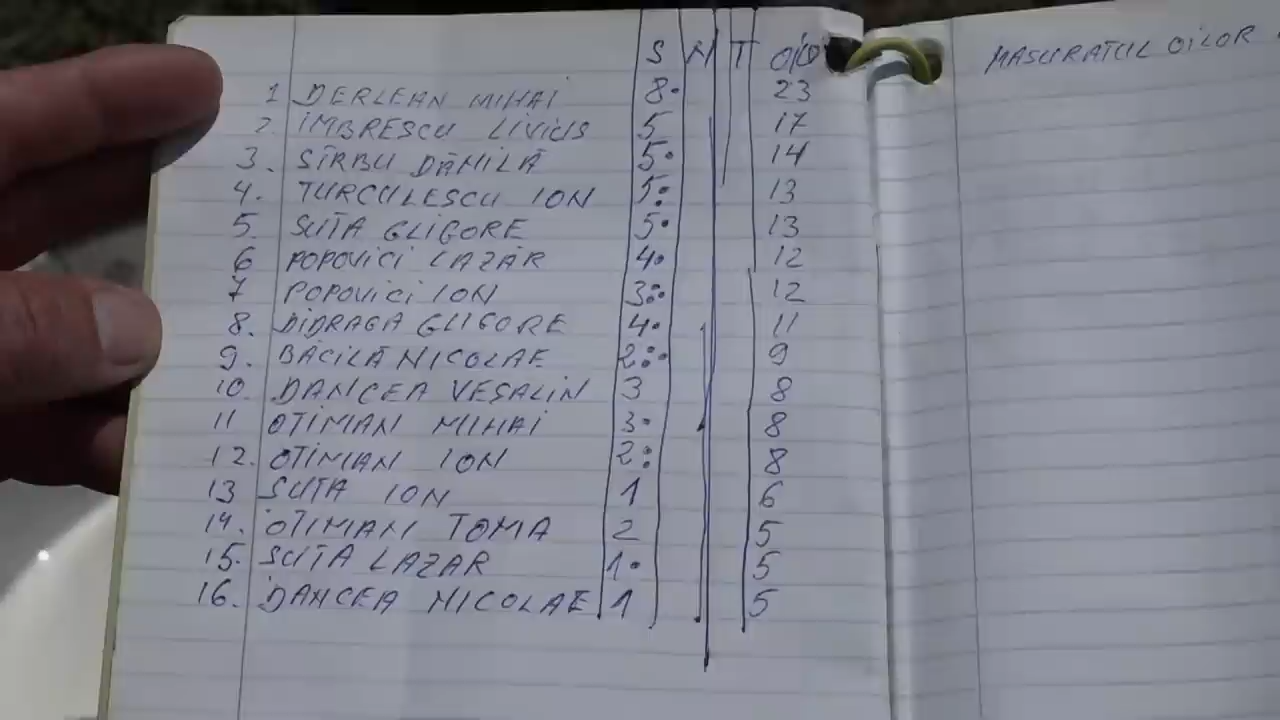 S N T OIO
1 DERLEAN MIHAI 8. 23
2. IMBRESCU LIVIUS 5 17
3. SÎRBU DĂNILĂ 5. 14
4. TURCULESCU ION 5: 13
5. SUTA GLIGORE 5. 13
6 POPOVICI LAZĂR 4. 12
7 POPOVICI ION 3:. 12
8. DIDRAGA GLIGORE 4. 11
9. BĂCILĂ NICOLAE 2:. 9
10. DANCEA VESALIN 3 8
11 OTIMAN MIHAI 3. 8
12. OTIMAN ION 2: 8
13 SUTA ION 1 6
14. OTIMAN TOMA 2 5
15. SUTA LAZAR 1. 5
16. DANCEA NICOLAE 1 5
MASURATUL OILOR